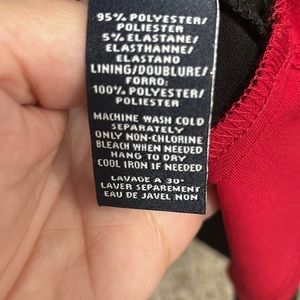 95% POLYESTER/
POLIESTER
5% ELASTANE/
ELASTHANNE/
ELASTANO
LINING/DOUBLURE/
FORRO:
100% POLYESTER/
POLIESTER
MACHINE WASH COLD
SEPARATELY
ONLY NON-CHLORINE
BLEACH WHEN NEEDED
HANG TO DRY
COOL IRON IF NEEDED
LAVAGE A 30°
LAVER SEPAREMENT
EAU DE JAVEL NON